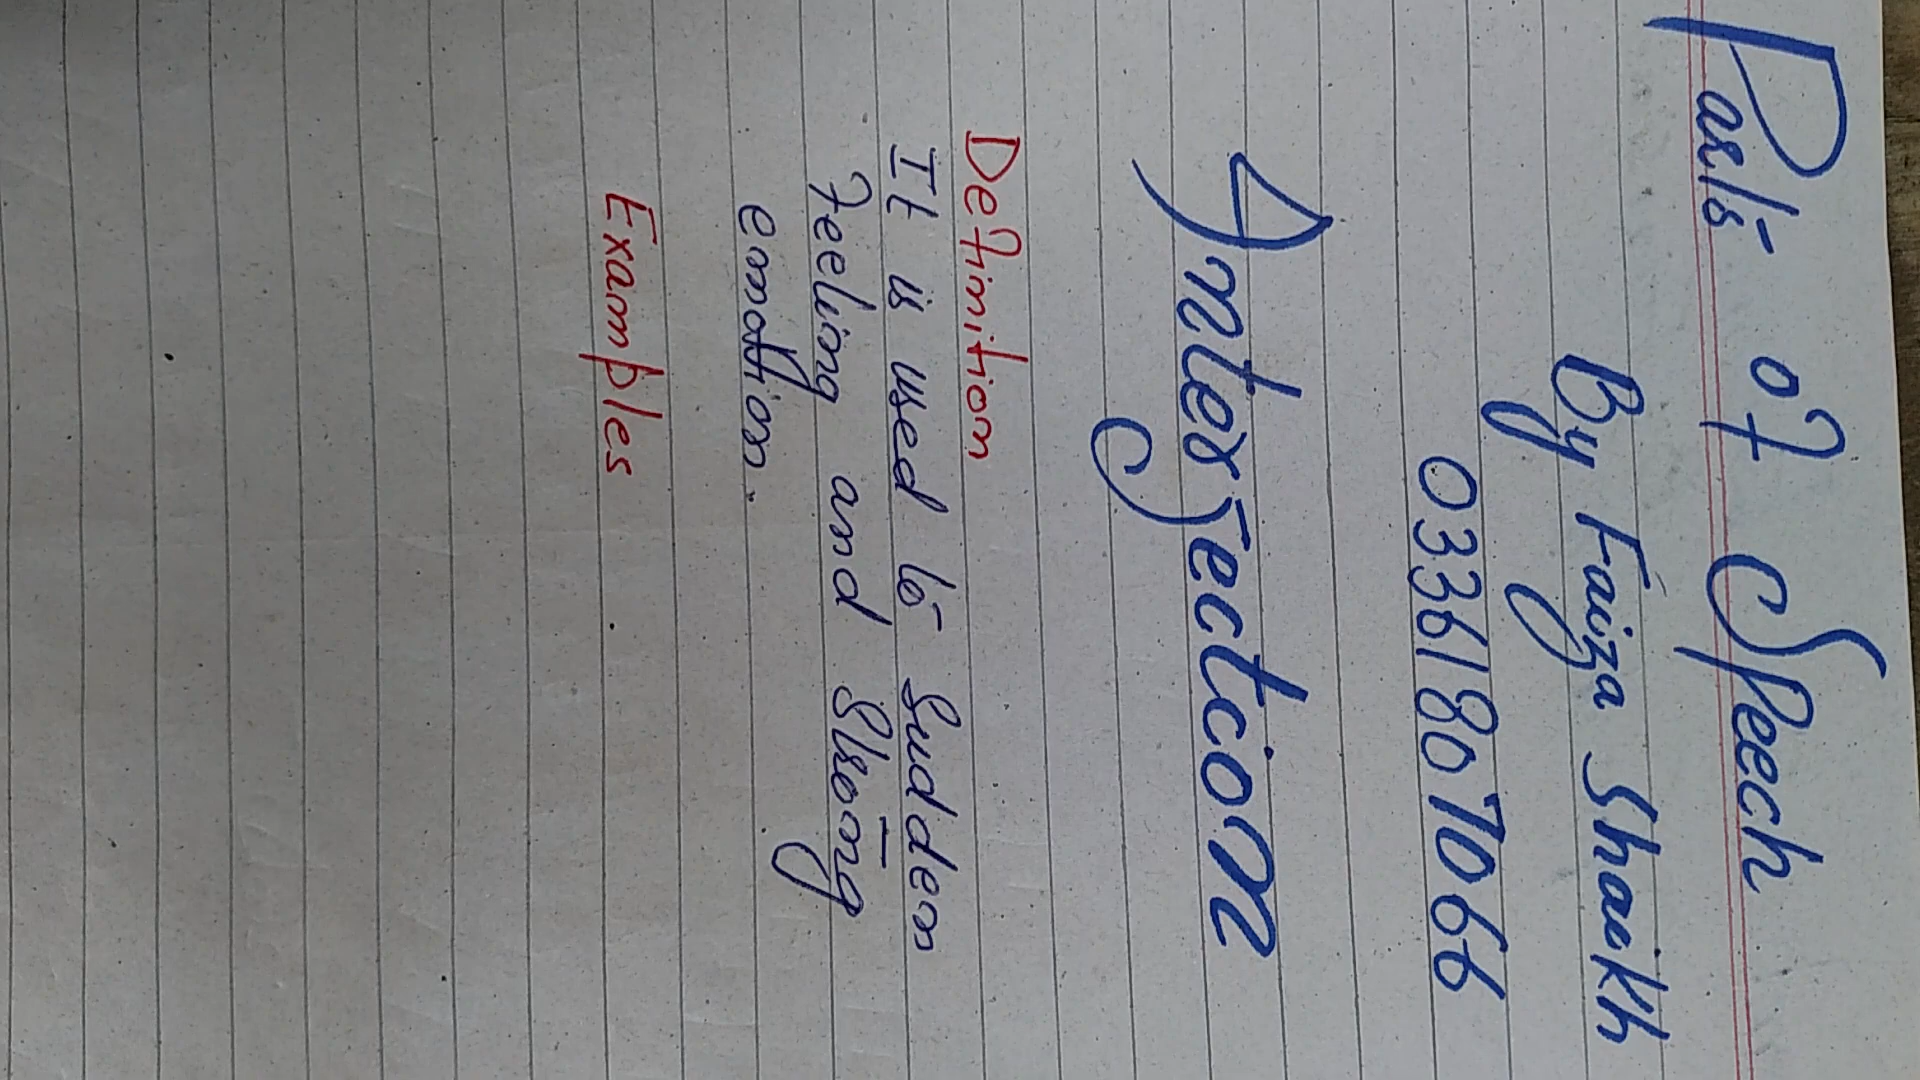 Parts of Speech
By Faiza Shaikh
03361807066
Interjection
Definition
It is used to Sudden
Feeling and Strong
emotion.
Examples